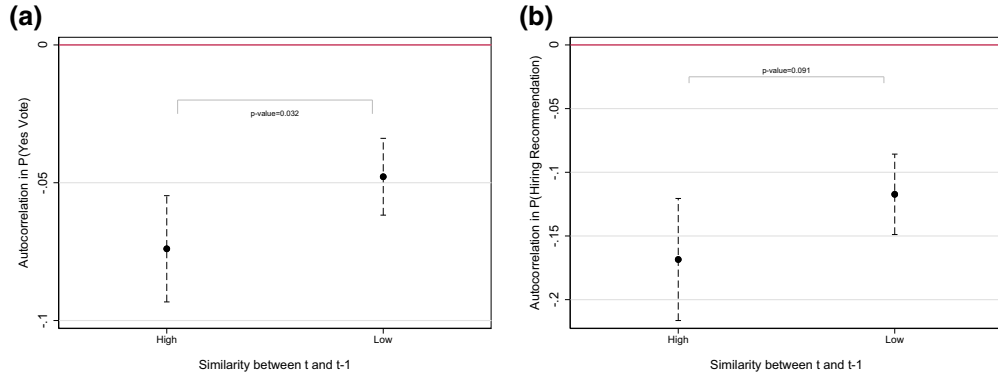 (a)
0
-.05
-.1
Autocorrelation in P(Yes Vote)
p-value=0.032
High
Low
Similarity between t and t-1
(b)
0
-.05
-.1
-.15
-.2
Autocorrelation in P(Hiring Recommendation)
p-value=0.091
High
Low
Similarity between t and t-1